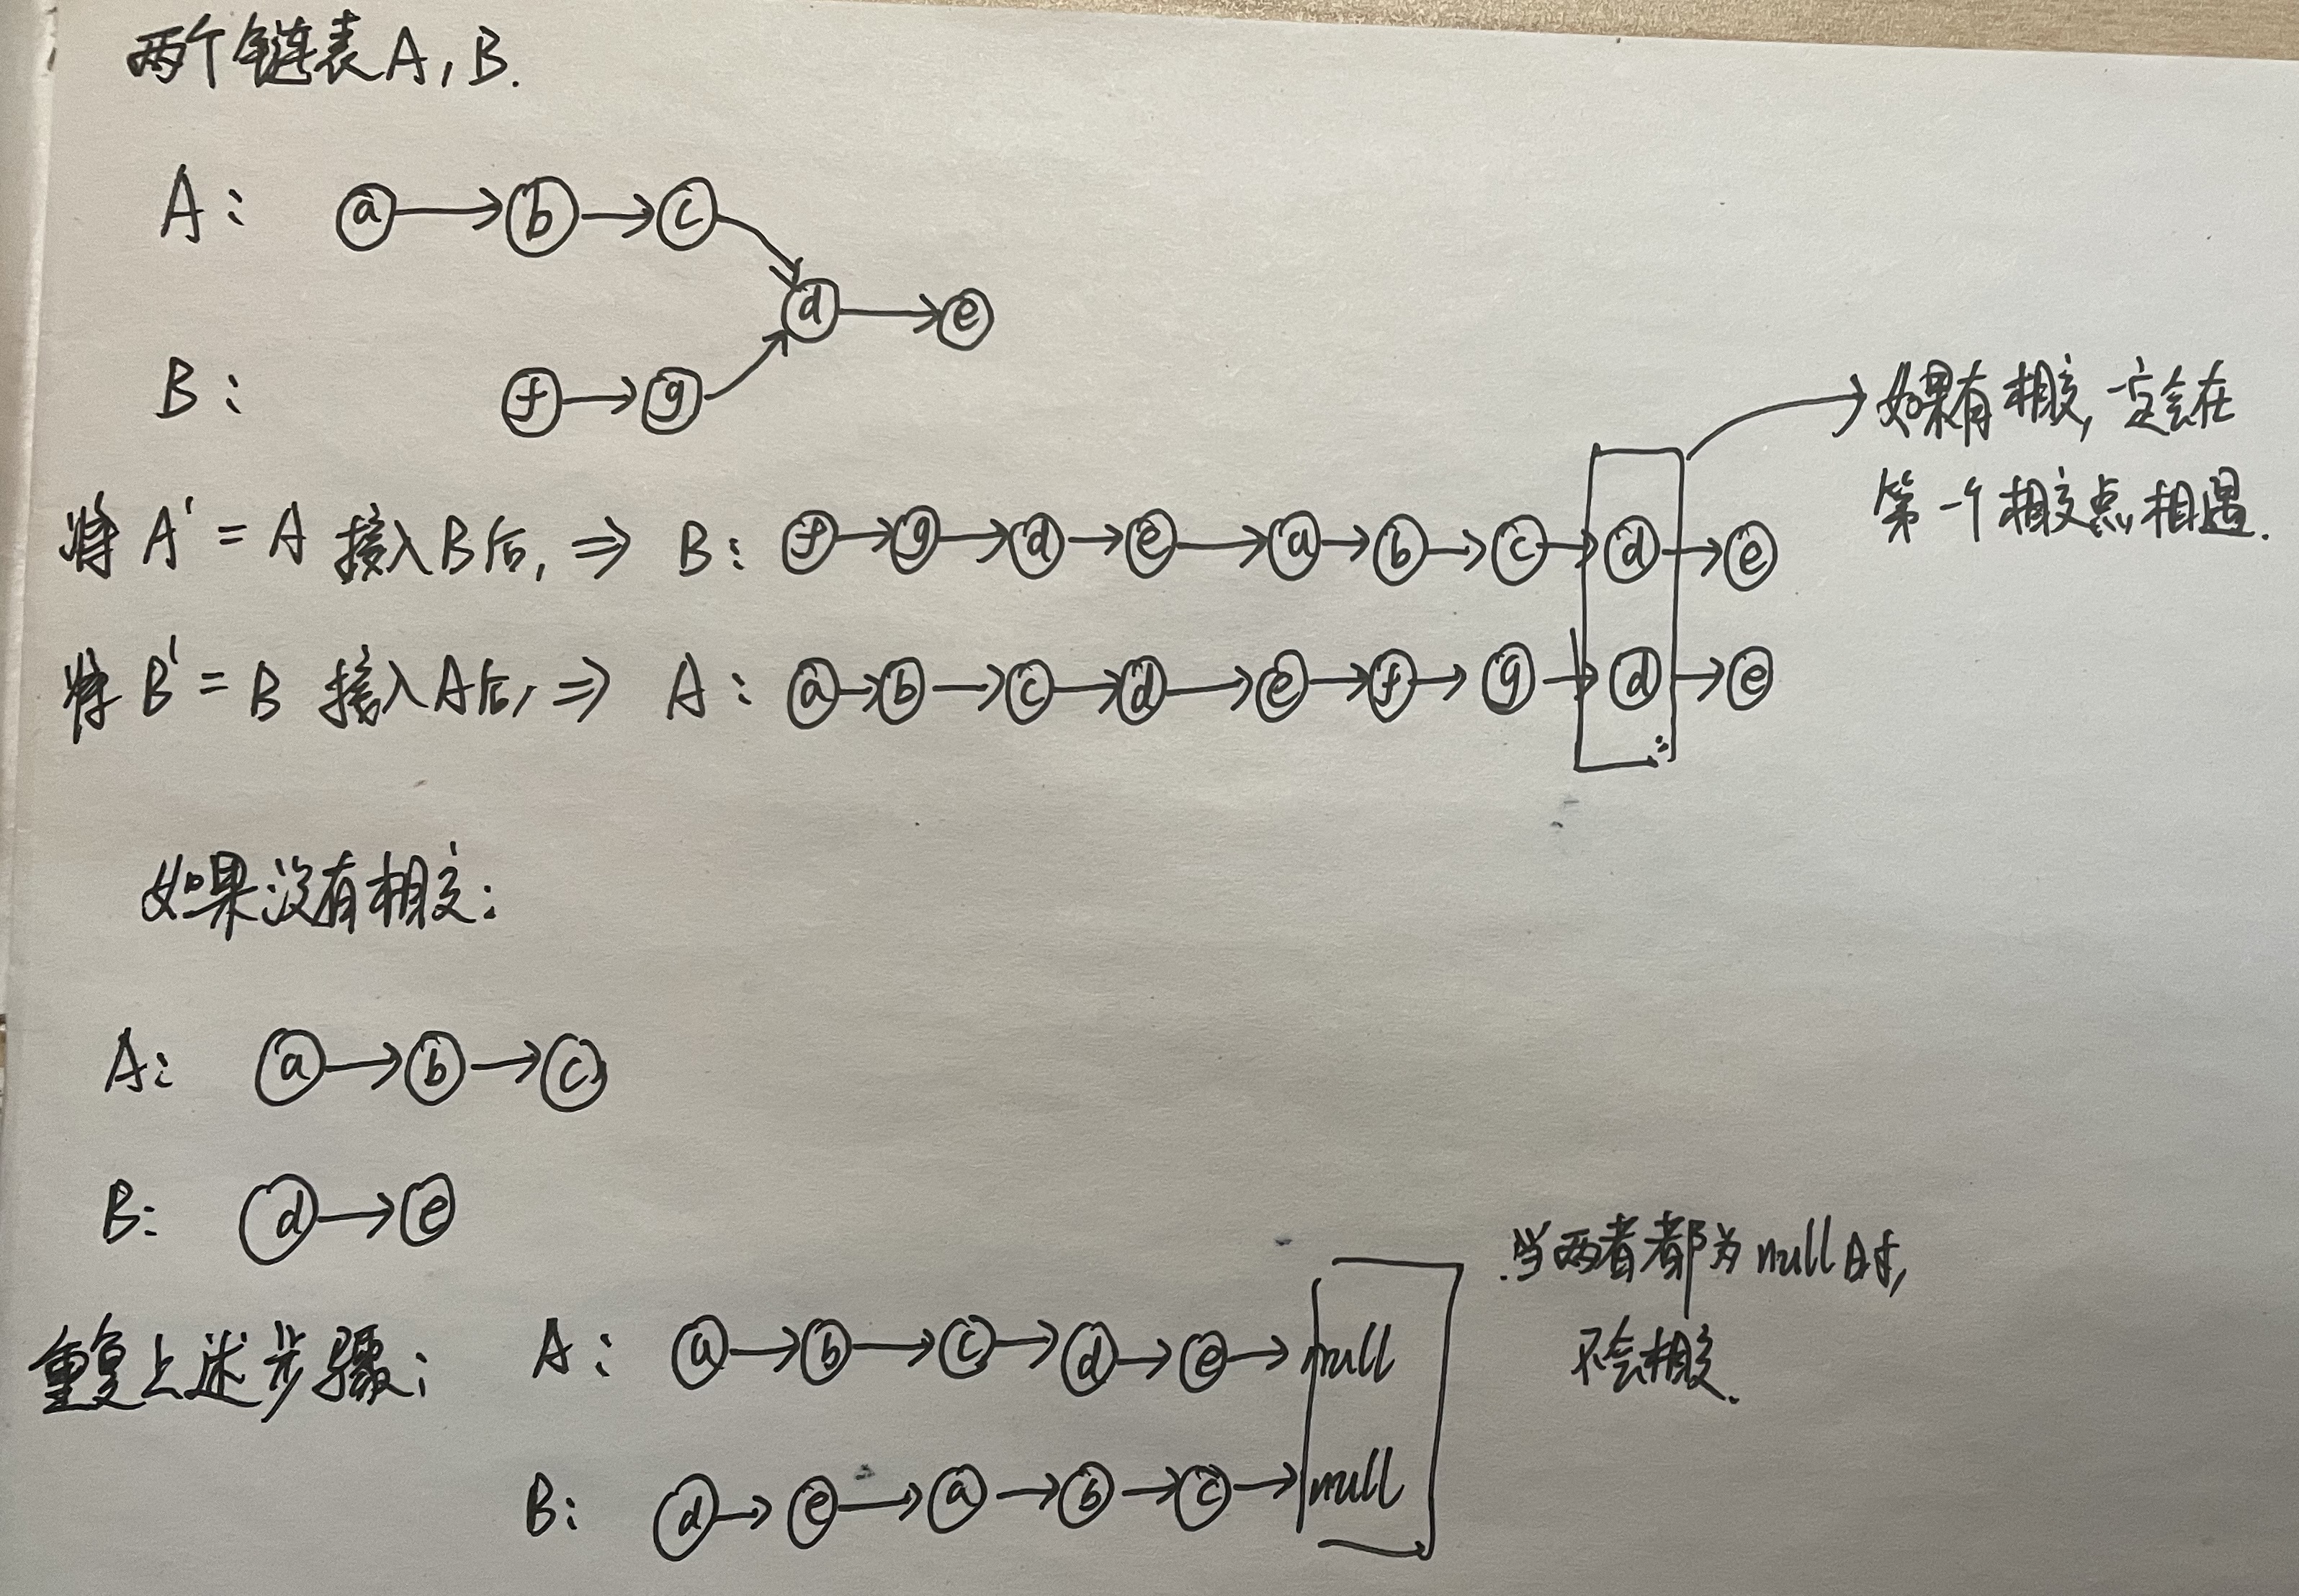 两个链表A,B.
A: a → b → c
d → e
B: f → g
如果有相交,一定会在
第一个相交点相遇.
将 A' = A 接入B后, ⇒ B: f → g → d → e → a → b → c → d → e
将 B' = B 接入A后, ⇒ A: a → b → c → d → e → f → g → d → e
如果没有相交:
A: a → b → c
B: d → e
当两者都为null时,
不会相交.
重复上述步骤: A: a → b → c → d → e → null
B: d → e → a → b → c → null